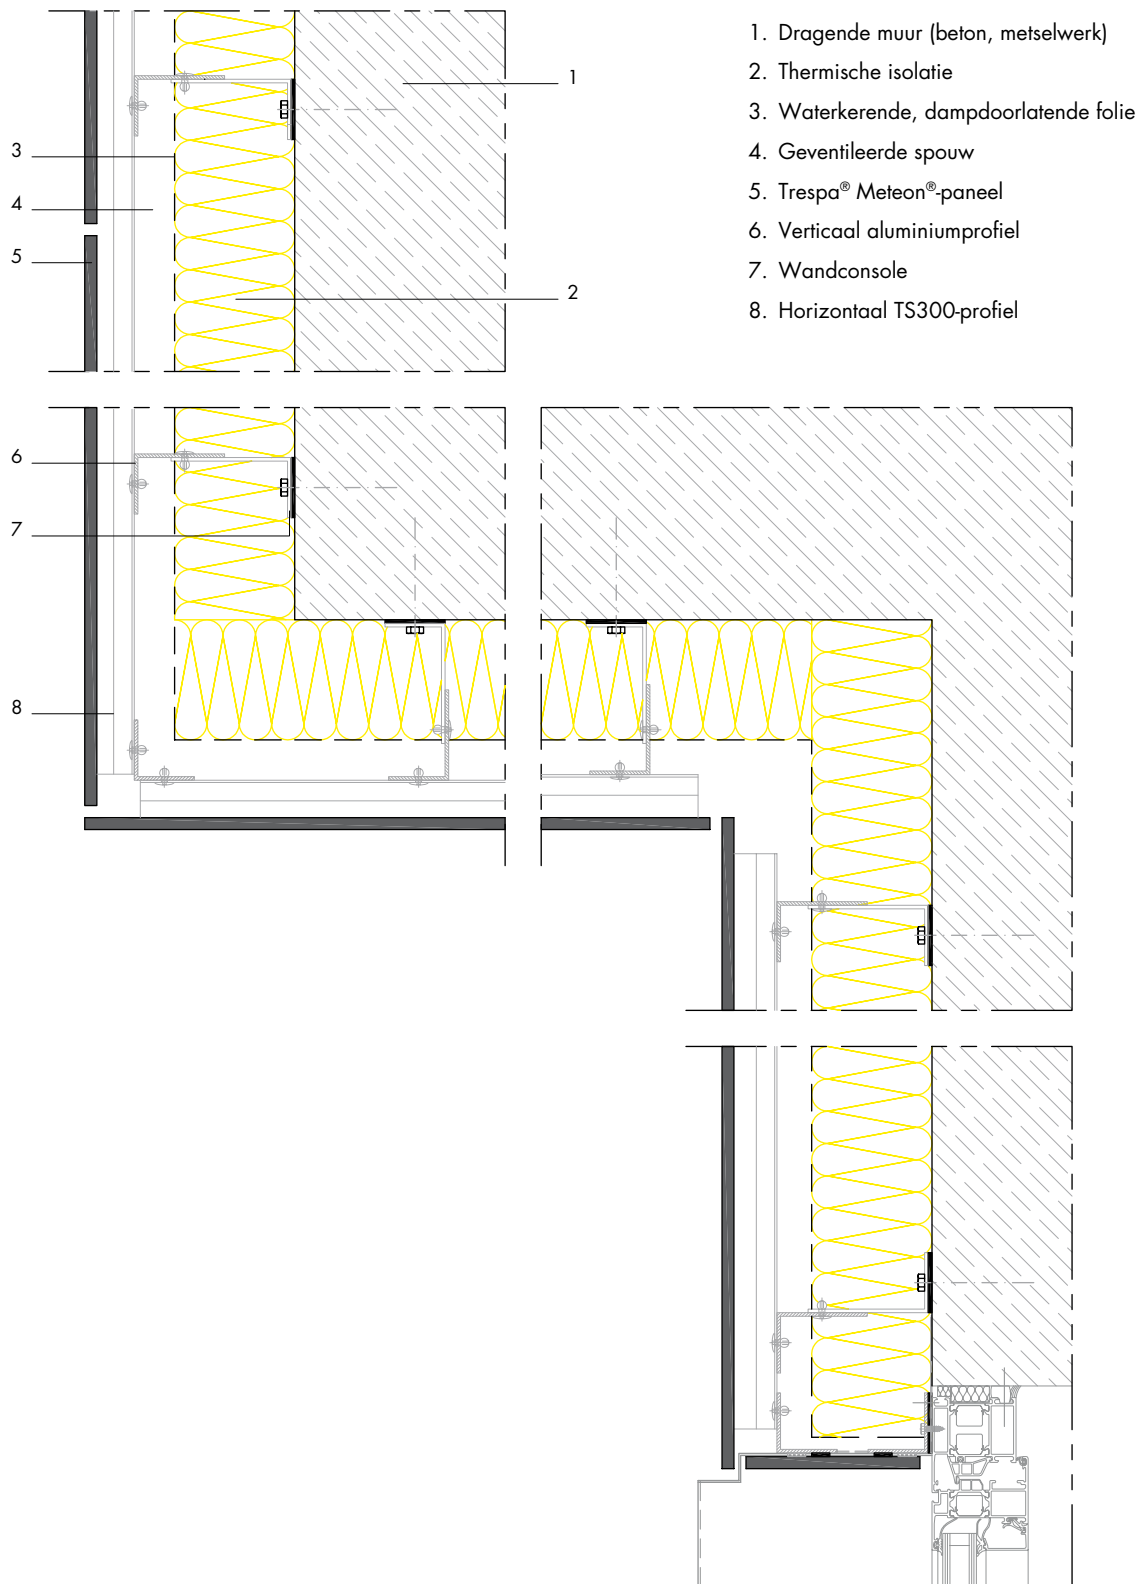 1. Dragende muur (beton, metselwerk)
2. Thermische isolatie
3. Waterkerende, dampdoorlatende folie
4. Geventileerde spouw
5. Trespa® Meteon®-paneel
6. Verticaal aluminiumprofiel
7. Wandconsole
8. Horizontaal TS300-profiel
1
3
4
5
2
6
7
8